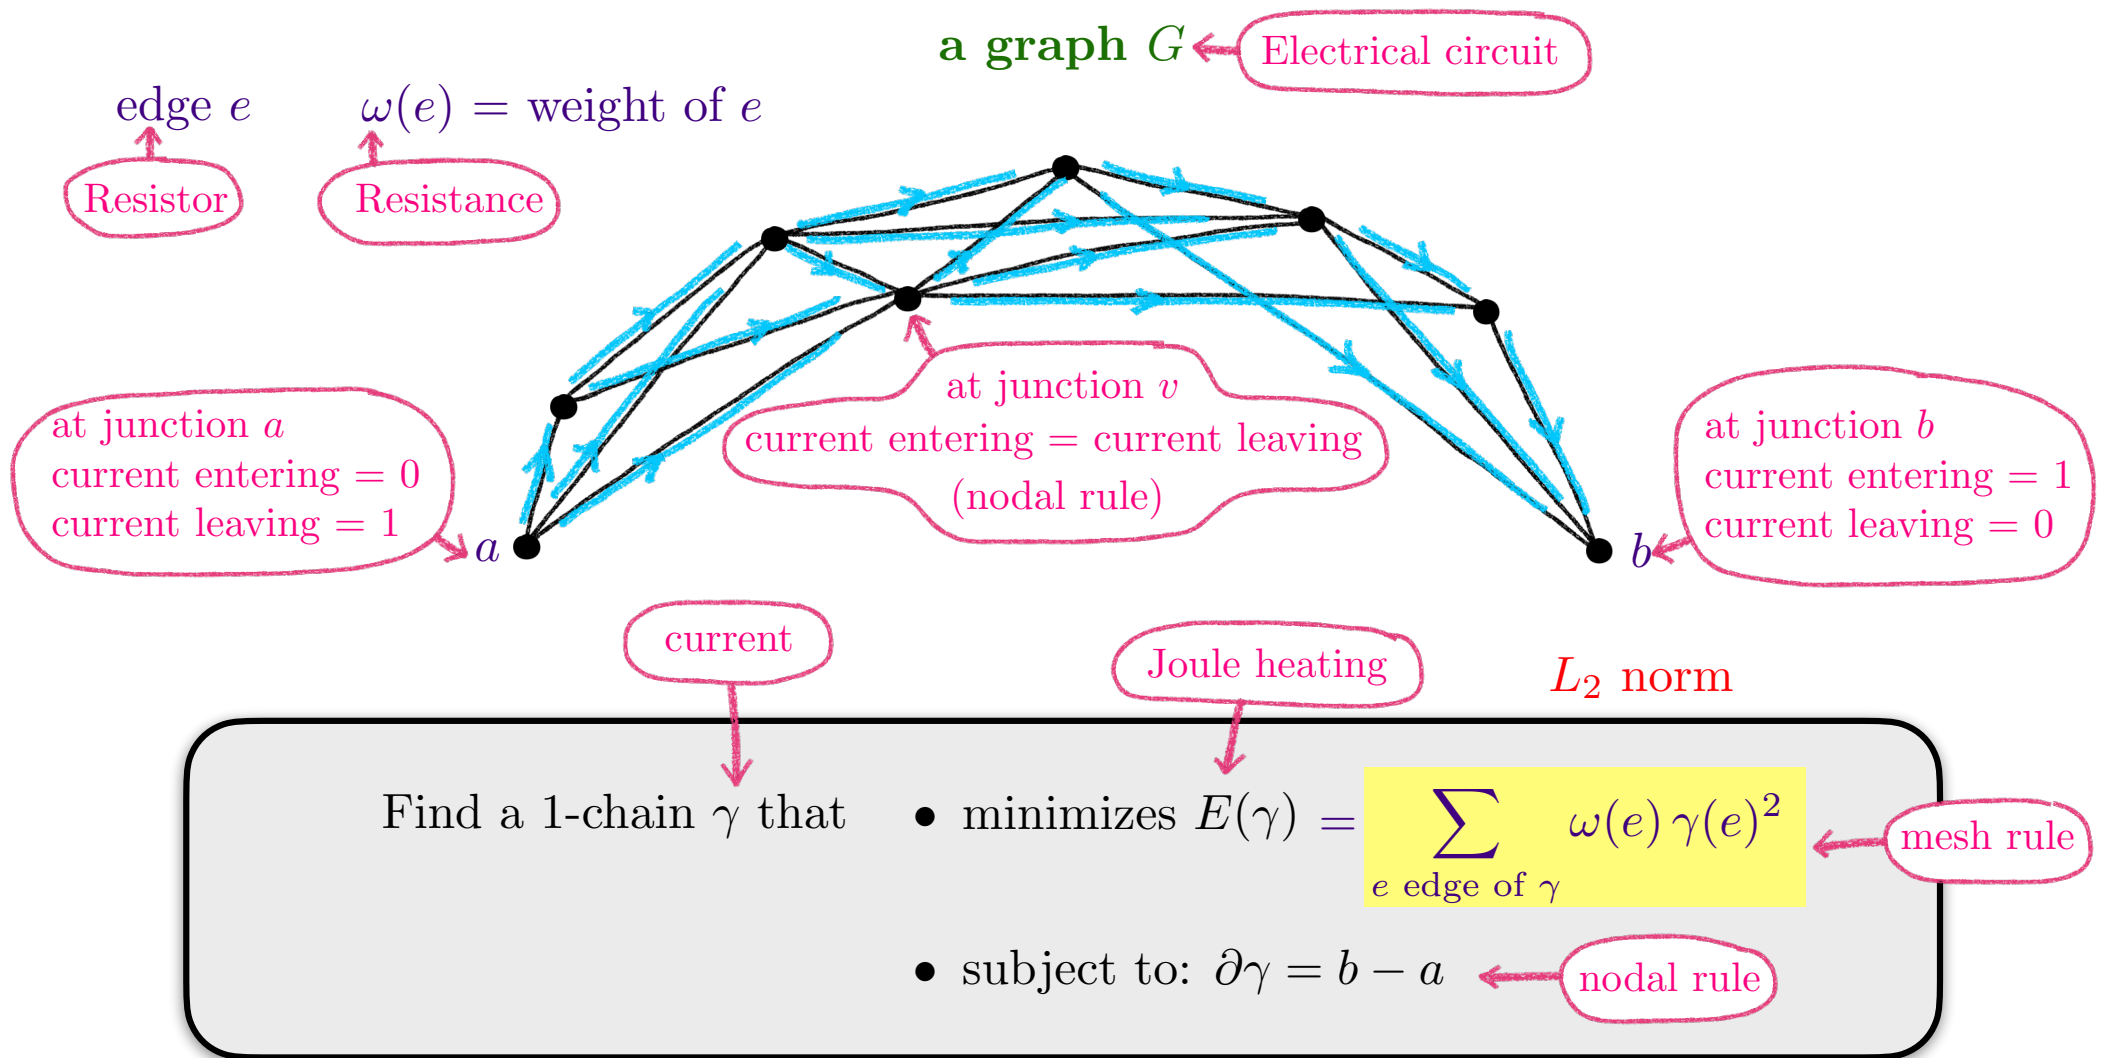 a graph G
Electrical circuit
edge e
ω(e) = weight of e
Resistor
Resistance
at junction a
current entering = 0
current leaving = 1
at junction v
current entering = current leaving
(nodal rule)
at junction b
current entering = 1
current leaving = 0
a
b
current
Joule heating
L₂ norm
Find a 1-chain γ that
• minimizes E(γ) = ∑ ω(e) γ(e)²
e edge of γ
mesh rule
• subject to: ∂γ = b − a
nodal rule